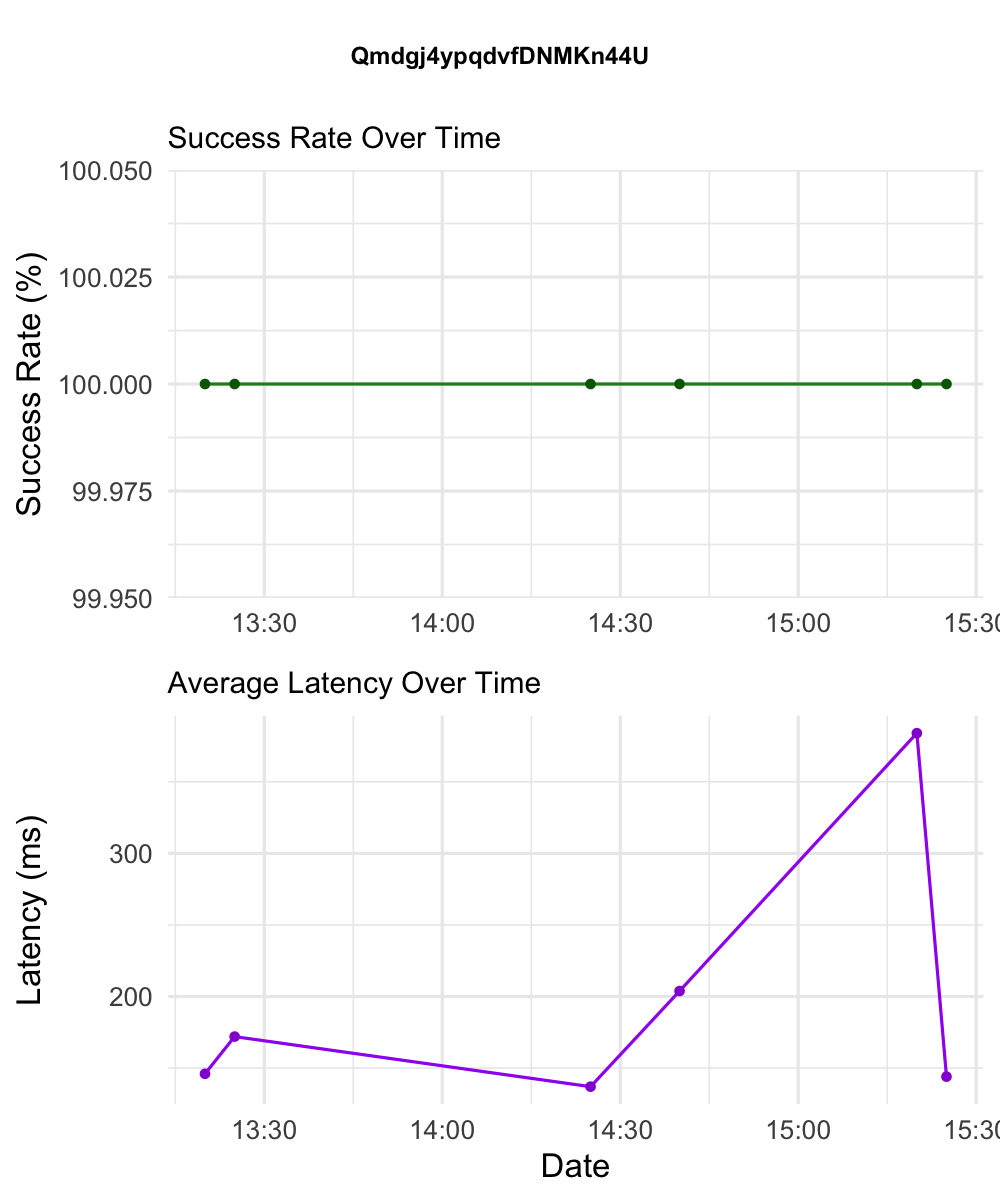 Qmdgj4ypqdvfDNMKn44U
Success Rate Over Time
Success Rate (%)
100.050
100.025
100.000
99.975
99.950
13:30 14:00 14:30 15:00 15:30
Average Latency Over Time
Latency (ms)
300
200
13:30 14:00 14:30 15:00 15:30
Date